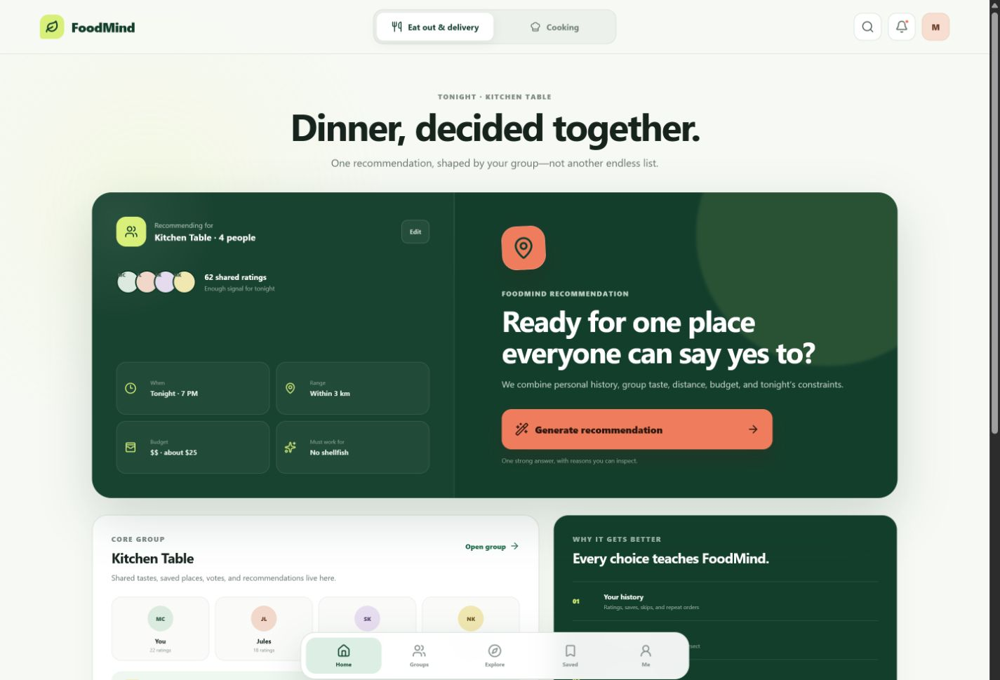 FoodMind
Eat out & delivery
Cooking
M
TONIGHT · KITCHEN TABLE
Dinner, decided together.
One recommendation, shaped by your group—not another endless list.
Recommending for
Kitchen Table · 4 people
Edit
62 shared ratings
Enough signal for tonight
When
Tonight · 7 PM
Range
Within 3 km
Budget
$$ · about $25
Must work for
No shellfish
FOODMIND RECOMMENDATION
Ready for one place
everyone can say yes to?
We combine personal history, group taste, distance, budget, and tonight's constraints.
Generate recommendation
One strong answer, with reasons you can inspect.
CORE GROUP
Kitchen Table
Open group
Shared tastes, saved places, votes, and recommendations live here.
MC
You
22 ratings
JL
Jules
18 ratings
SK
NK
WHY IT GETS BETTER
Every choice teaches FoodMind.
01
Your history
Ratings, saves, skips, and repeat orders
Home
Groups
Explore
Saved
Me